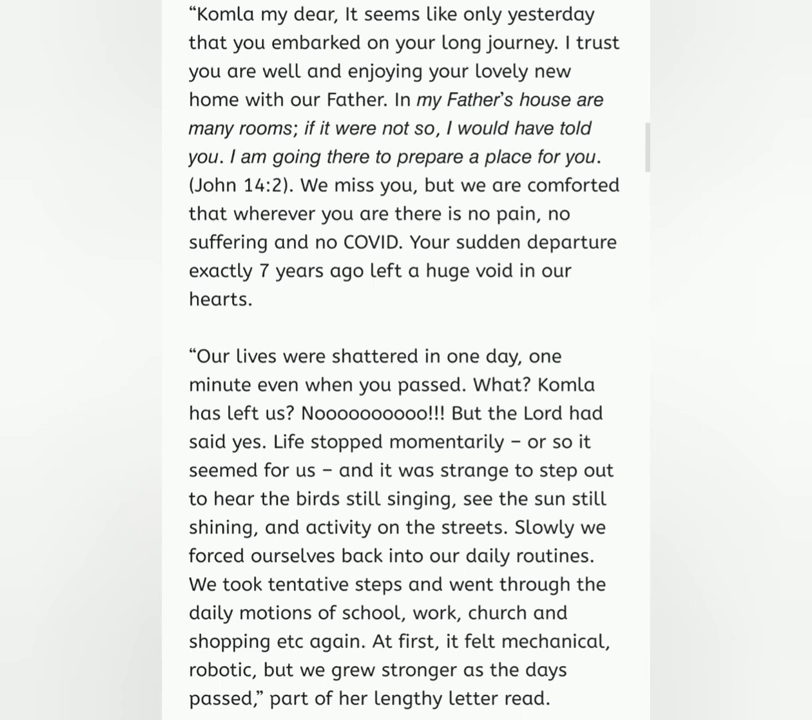 “Komla my dear, It seems like only yesterday
that you embarked on your long journey. I trust
you are well and enjoying your lovely new
home with our Father. In my Father’s house are
many rooms; if it were not so, I would have told
you. I am going there to prepare a place for you.
(John 14:2). We miss you, but we are comforted
that wherever you are there is no pain, no
suffering and no COVID. Your sudden departure
exactly 7 years ago left a huge void in our
hearts.
“Our lives were shattered in one day, one
minute even when you passed. What? Komla
has left us? Noooooooooo!!! But the Lord had
said yes. Life stopped momentarily – or so it
seemed for us – and it was strange to step out
to hear the birds still singing, see the sun still
shining, and activity on the streets. Slowly we
forced ourselves back into our daily routines.
We took tentative steps and went through the
daily motions of school, work, church and
shopping etc again. At first, it felt mechanical,
robotic, but we grew stronger as the days
passed,” part of her lengthy letter read.